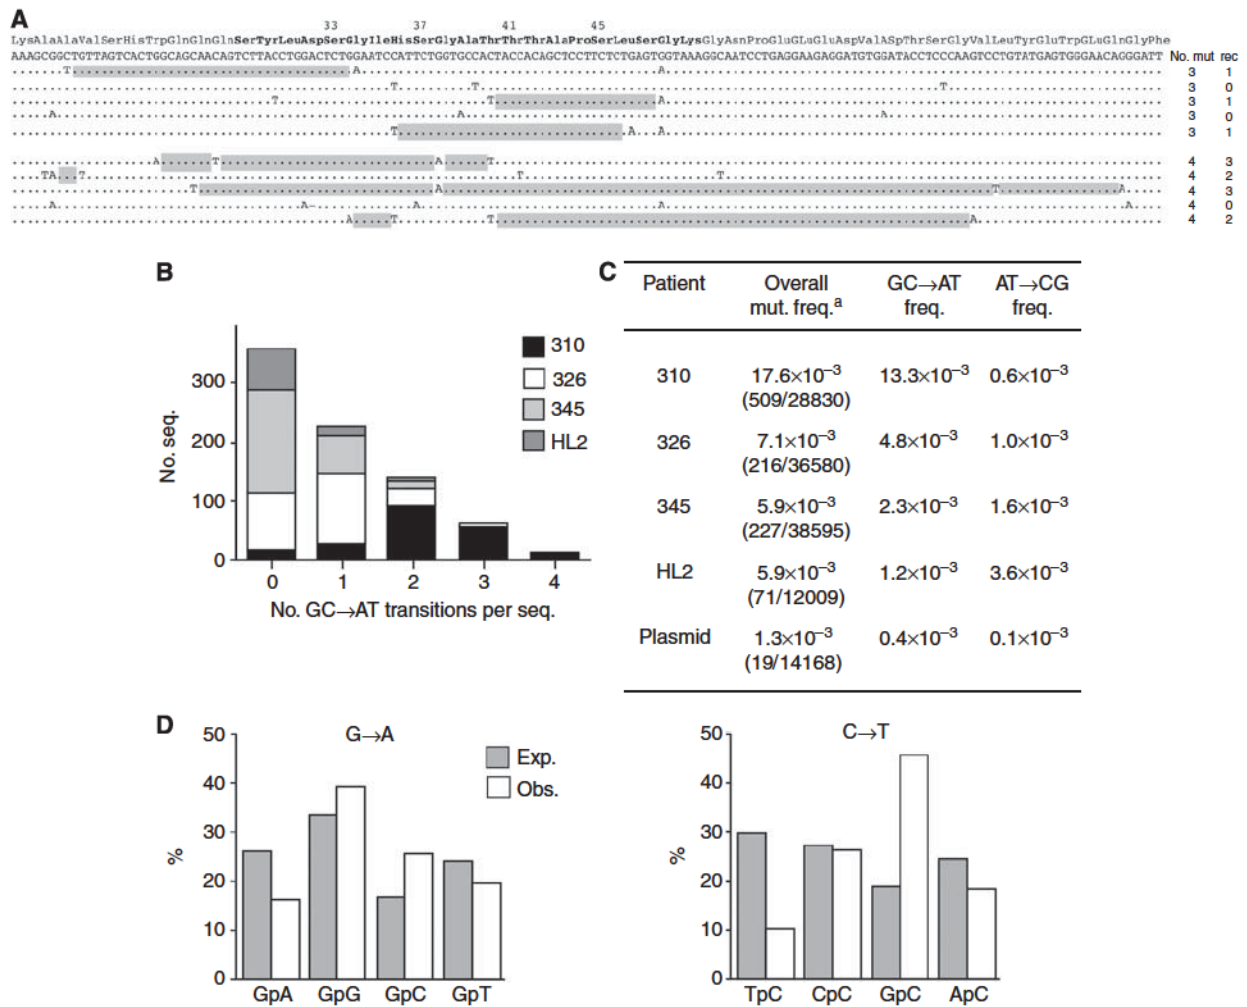 A
33 37 41 45
LysAlaAlaValSerHisTrpGlnGlnGlnSerTyrLeuAspSerGlyIleHisSerGlyAlaThrThrThrAlaProSerLeuSerGlyLysGlyAsnProGluGluGluAspValAspThrSerGlyValLeuTyrGluTrpGluGlnGlyPhe
AAAGCGGCTGTTAGTCACTGGCAGCAACAGTCTTACCTGGACTCTGGAATCCATTCTGGTGCCACTACCACAGCTCCTTCTCTGAGTGGTAAAGGCAATCCTGAGGAAGAGGATGTGGATACCTCCCAAGTCCTGTATGAGTGGGAACAGGGATT
No. mut rec
T A A 3 1
T T T 3 0
T T A 3 1
A A A 3 0
T A A 3 1
A T A T 4 3
TA T T T 4 2
T A T A 4 3
A A– A A A 4 0
A T T A 4 2
B
No. seq.
300
200
100
0
0 1 2 3 4
No. GC→AT transitions per seq.
310
326
345
HL2
C
Patient Overall mut. freq.ª GC→AT freq. AT→CG freq.
310 17.6×10⁻³ 13.3×10⁻³ 0.6×10⁻³
(509/28830)
326 7.1×10⁻³ 4.8×10⁻³ 1.0×10⁻³
(216/36580)
345 5.9×10⁻³ 2.3×10⁻³ 1.6×10⁻³
(227/38595)
HL2 5.9×10⁻³ 1.2×10⁻³ 3.6×10⁻³
(71/12009)
Plasmid 1.3×10⁻³ 0.4×10⁻³ 0.1×10⁻³
(19/14168)
D
G→A
%
50
40
30
20
10
0
GpA GpG GpC GpT
Exp.
Obs.
C→T
%
50
40
30
20
10
0
TpC CpC GpC ApC